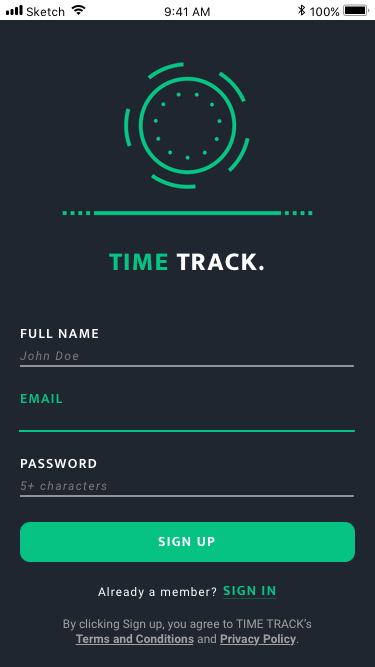 Sketch 9:41 AM 100%
TIME TRACK.
FULL NAME
John Doe
EMAIL
PASSWORD
5+ characters
SIGN UP
Already a member? SIGN IN
By clicking Sign up, you agree to TIME TRACK's
Terms and Conditions and Privacy Policy.